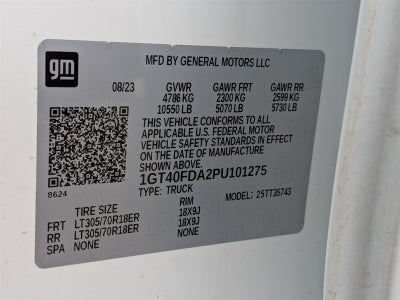 gm
MFD BY GENERAL MOTORS LLC
08/23 GVWR GAWR FRT GAWR RR
4786 KG 2300 KG 2599 KG
10550 LB 5070 LB 5730 LB
THIS VEHICLE CONFORMS TO ALL
APPLICABLE U.S. FEDERAL MOTOR
VEHICLE SAFETY STANDARDS IN EFFECT
ON THE DATE OF MANUFACTURE
SHOWN ABOVE.
8624
1GT40FDA2PU101275
TYPE: TRUCK MODEL: 25TT35743
TIRE SIZE RIM
FRT LT305/70R18ER 18X9J
RR LT305/70R18ER 18X9J
SPA NONE NONE